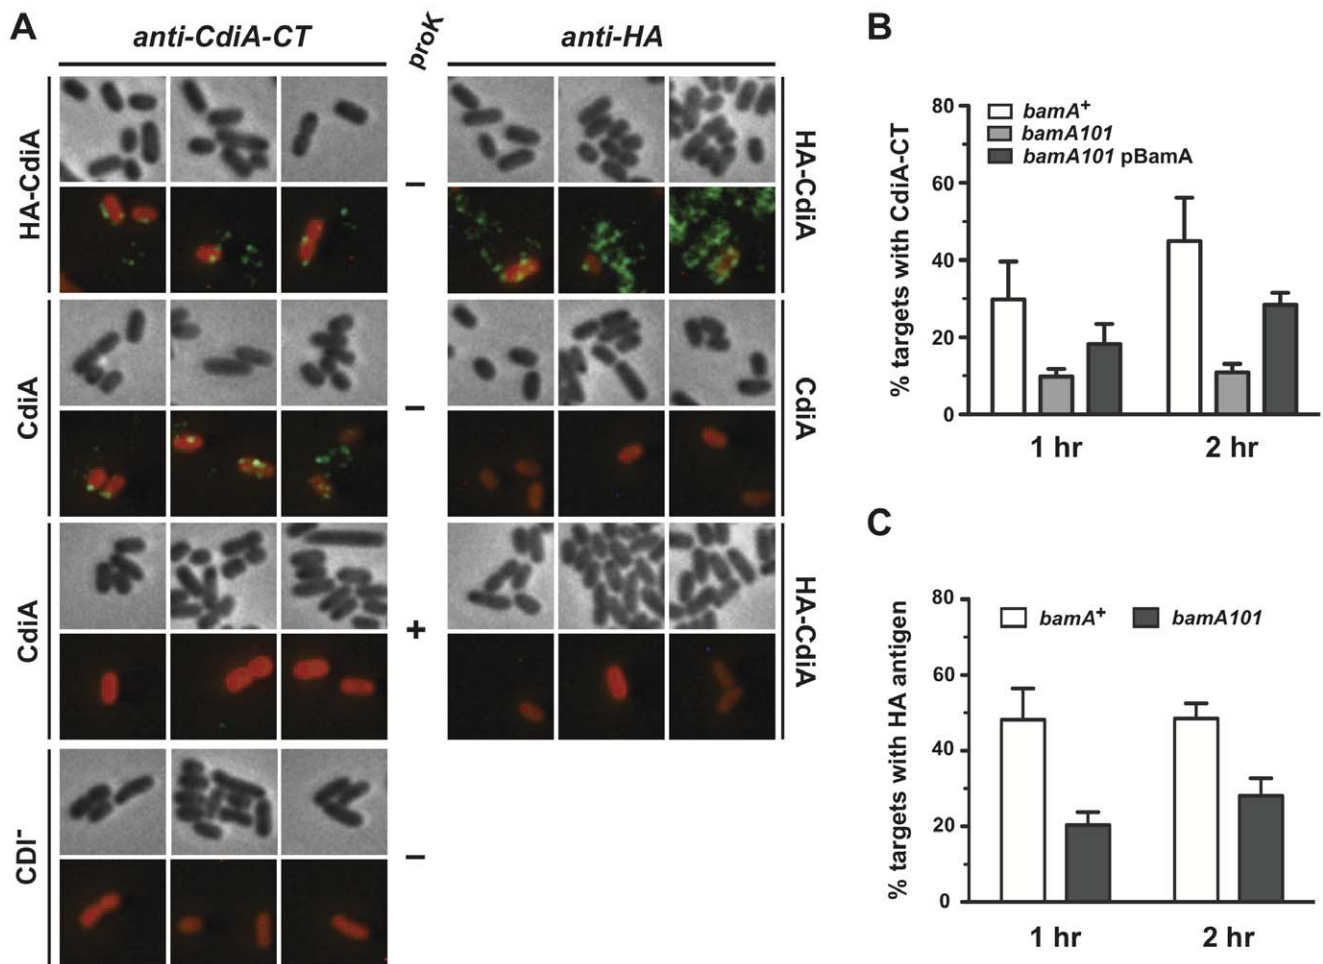 A
anti-CdiA-CT
proK
anti-HA
HA-CdiA
–
HA-CdiA
CdiA
–
CdiA
CdiA
+
HA-CdiA
CDI-
–
B
bamA+
bamA101
bamA101 pBamA
% targets with CdiA-CT
80
60
40
20
0
1 hr
2 hr
C
bamA+
bamA101
% targets with HA antigen
80
60
40
20
0
1 hr
2 hr